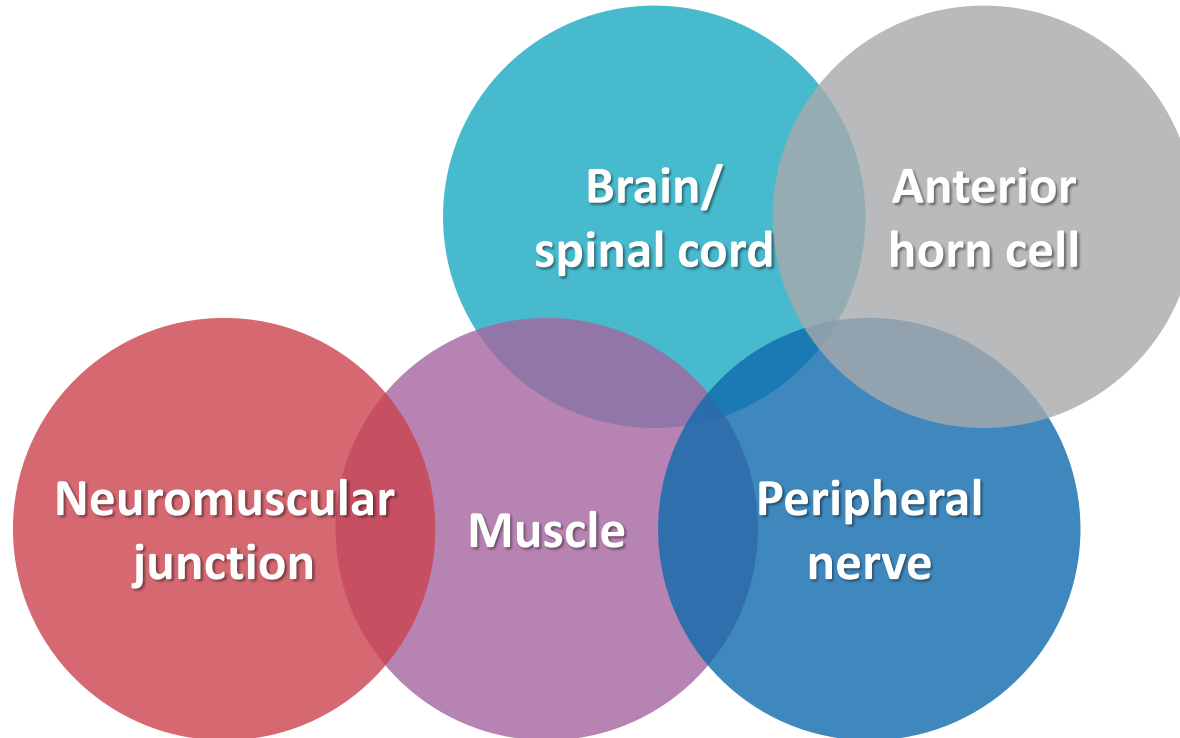 Brain/
spinal cord
Anterior
horn cell
Neuromuscular
junction
Muscle
Peripheral
nerve